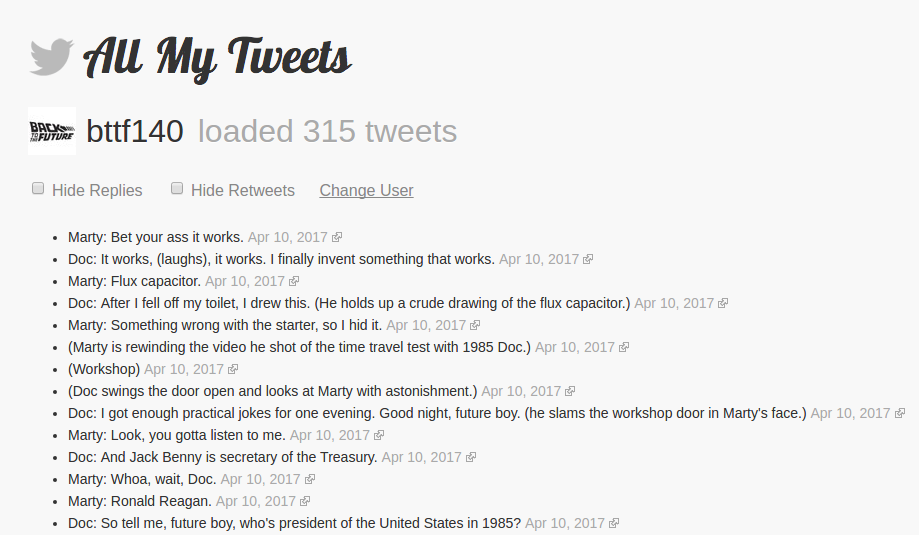 All My Tweets
BACK TO THE FUTURE
bttf140 loaded 315 tweets
Hide Replies Hide Retweets Change User
• Marty: Bet your ass it works. Apr 10, 2017
• Doc: It works, (laughs), it works. I finally invent something that works. Apr 10, 2017
• Marty: Flux capacitor. Apr 10, 2017
• Doc: After I fell off my toilet, I drew this. (He holds up a crude drawing of the flux capacitor.) Apr 10, 2017
• Marty: Something wrong with the starter, so I hid it. Apr 10, 2017
• (Marty is rewinding the video he shot of the time travel test with 1985 Doc.) Apr 10, 2017
• (Workshop) Apr 10, 2017
• (Doc swings the door open and looks at Marty with astonishment.) Apr 10, 2017
• Doc: I got enough practical jokes for one evening. Good night, future boy. (he slams the workshop door in Marty's face.) Apr 10, 2017
• Marty: Look, you gotta listen to me. Apr 10, 2017
• Doc: And Jack Benny is secretary of the Treasury. Apr 10, 2017
• Marty: Whoa, wait, Doc. Apr 10, 2017
• Marty: Ronald Reagan. Apr 10, 2017
• Doc: So tell me, future boy, who's president of the United States in 1985? Apr 10, 2017